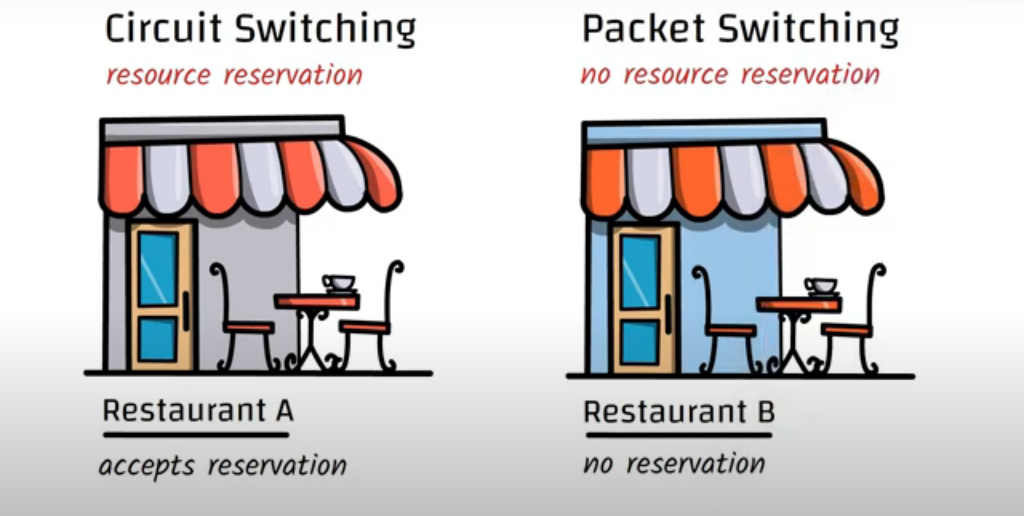 Circuit Switching
resource reservation
Restaurant A
accepts reservation
Packet Switching
no resource reservation
Restaurant B
no reservation